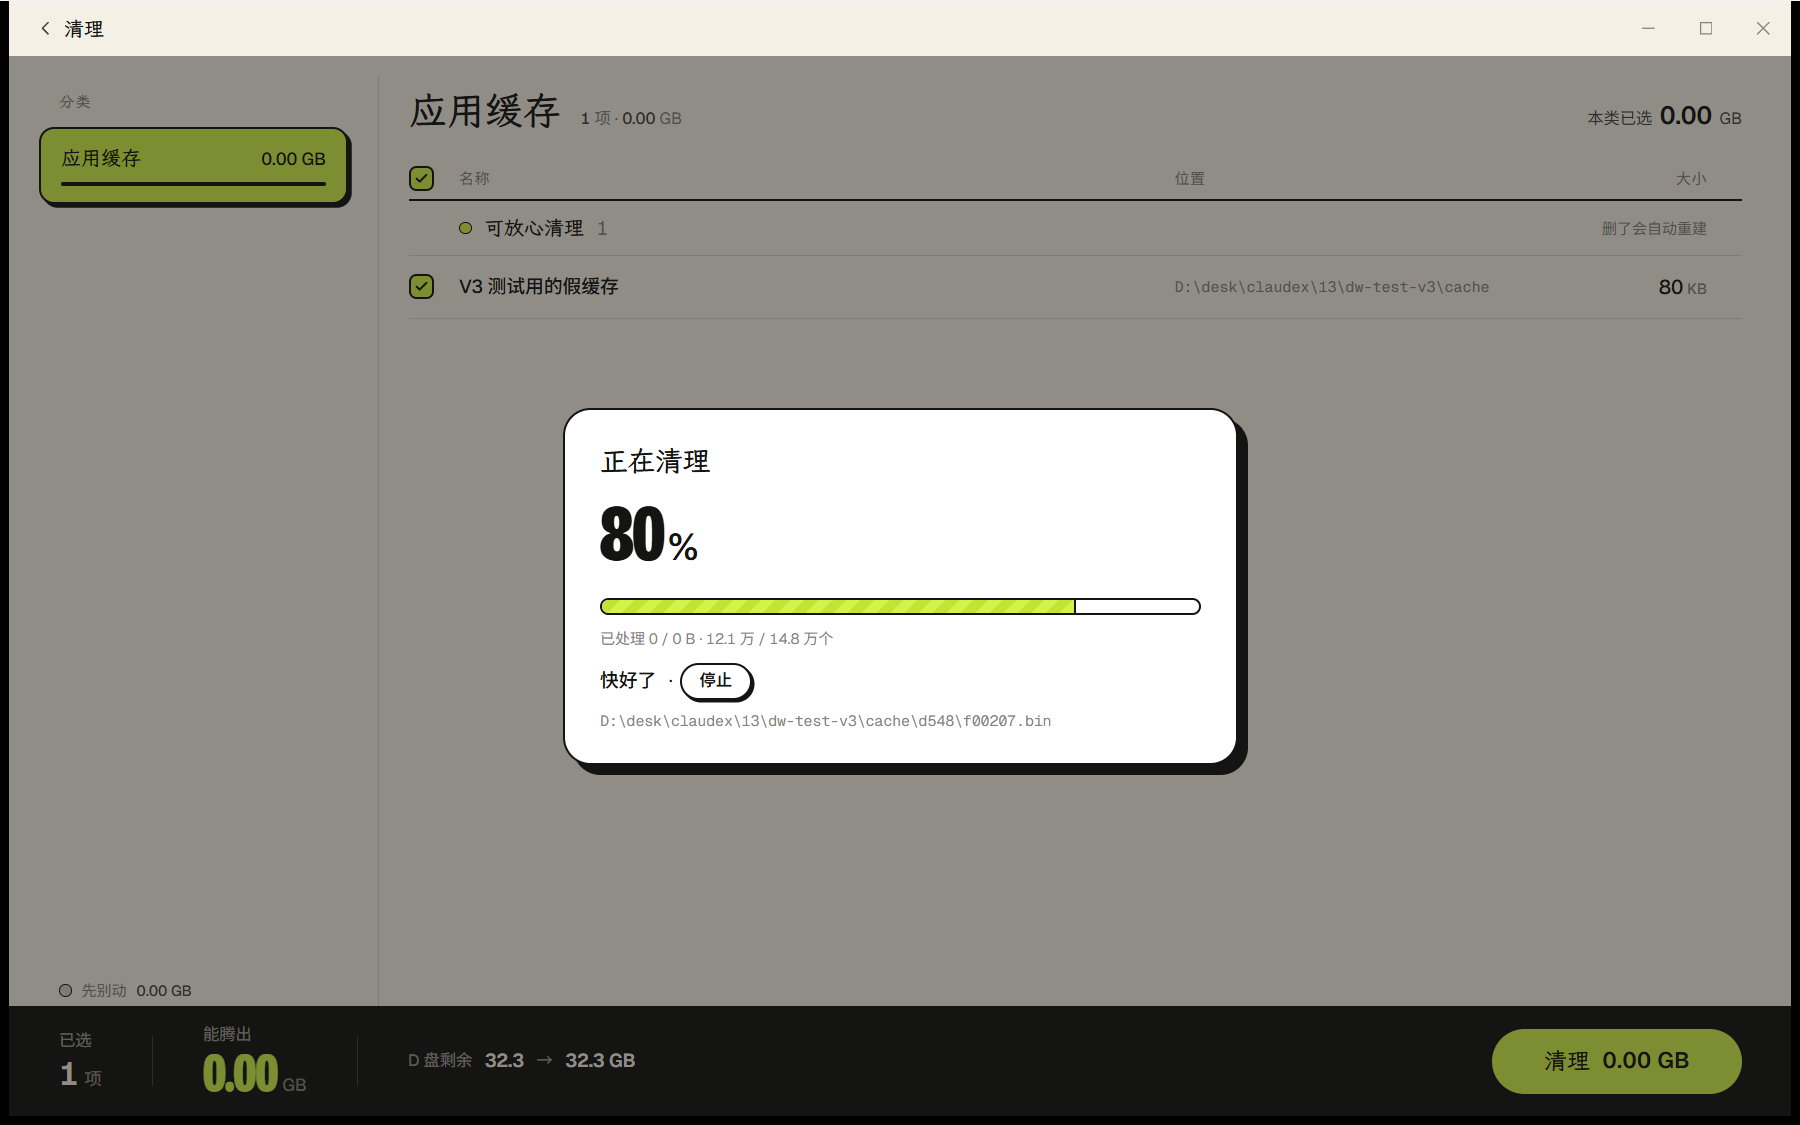 清理
分类
应用缓存 0.00 GB
应用缓存 1 项 · 0.00 GB 本类已选 0.00 GB
名称 位置 大小
可放心清理 1 删了会自动重建
V3 测试用的假缓存 D:\desk\claudex\13\dw-test-v3\cache 80 KB
正在清理
80%
已处理 0 / 0 B · 12.1 万 / 14.8 万个
快好了 · 停止
D:\desk\claudex\13\dw-test-v3\cache\d548\f00207.bin
先别动 0.00 GB
已选
1 项
能腾出
0.00 GB
D 盘剩余 32.3 → 32.3 GB
清理 0.00 GB